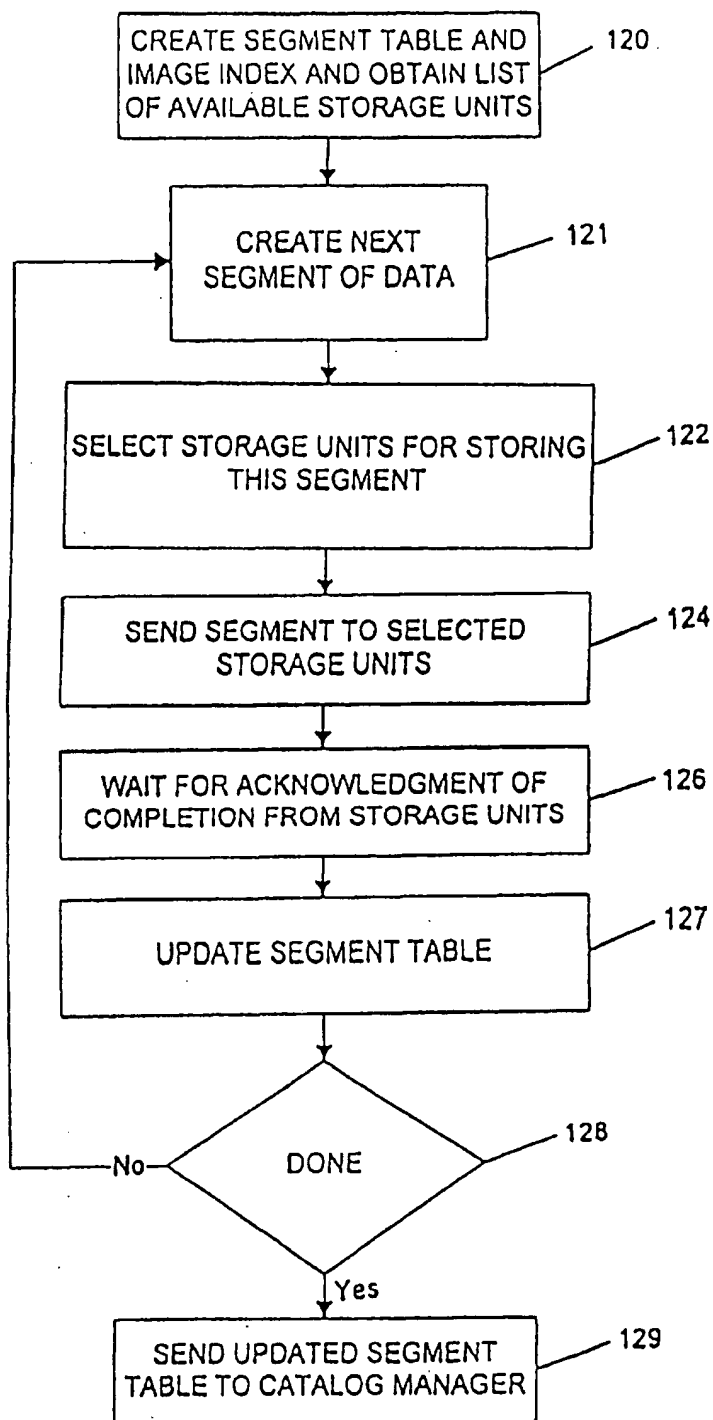 CREATE SEGMENT TABLE AND
IMAGE INDEX AND OBTAIN LIST
OF AVAILABLE STORAGE UNITS
120
CREATE NEXT
SEGMENT OF DATA
121
SELECT STORAGE UNITS FOR STORING
THIS SEGMENT
122
SEND SEGMENT TO SELECTED
STORAGE UNITS
124
WAIT FOR ACKNOWLEDGMENT OF
COMPLETION FROM STORAGE UNITS
126
UPDATE SEGMENT TABLE
127
DONE
128
No
Yes
SEND UPDATED SEGMENT
TABLE TO CATALOG MANAGER
129